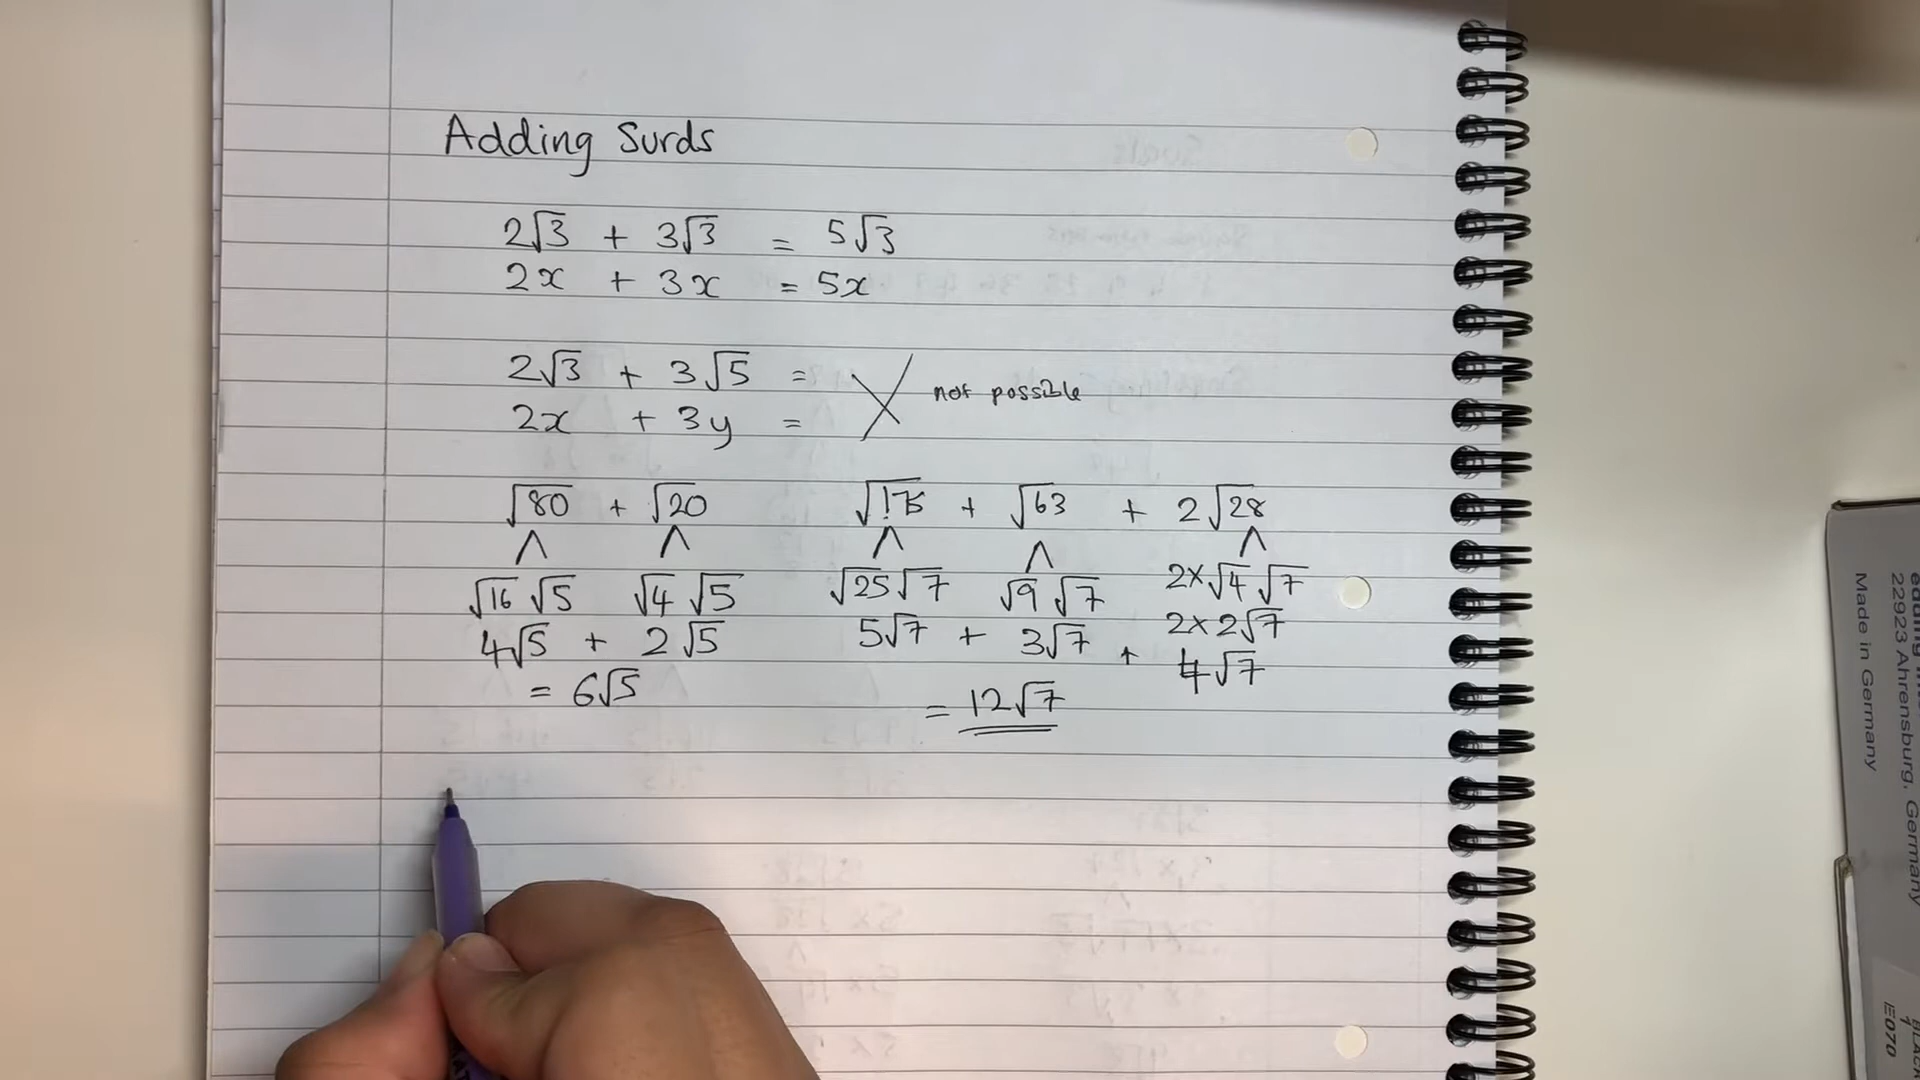 Adding Surds
2√3 + 3√3 = 5√3
2x + 3x = 5x
2√3 + 3√5 =
not possible
2x + 3y =
√80 + √20
√16 √5 √4 √5
4√5 + 2√5
= 6√5
√175 + √63 + 2√28
√25√7 √9√7 2×√4√7
5√7 + 3√7 + 2×2√7
4√7
= 12√7
22923 Ahrensburg, Germany
Made in Germany
E070